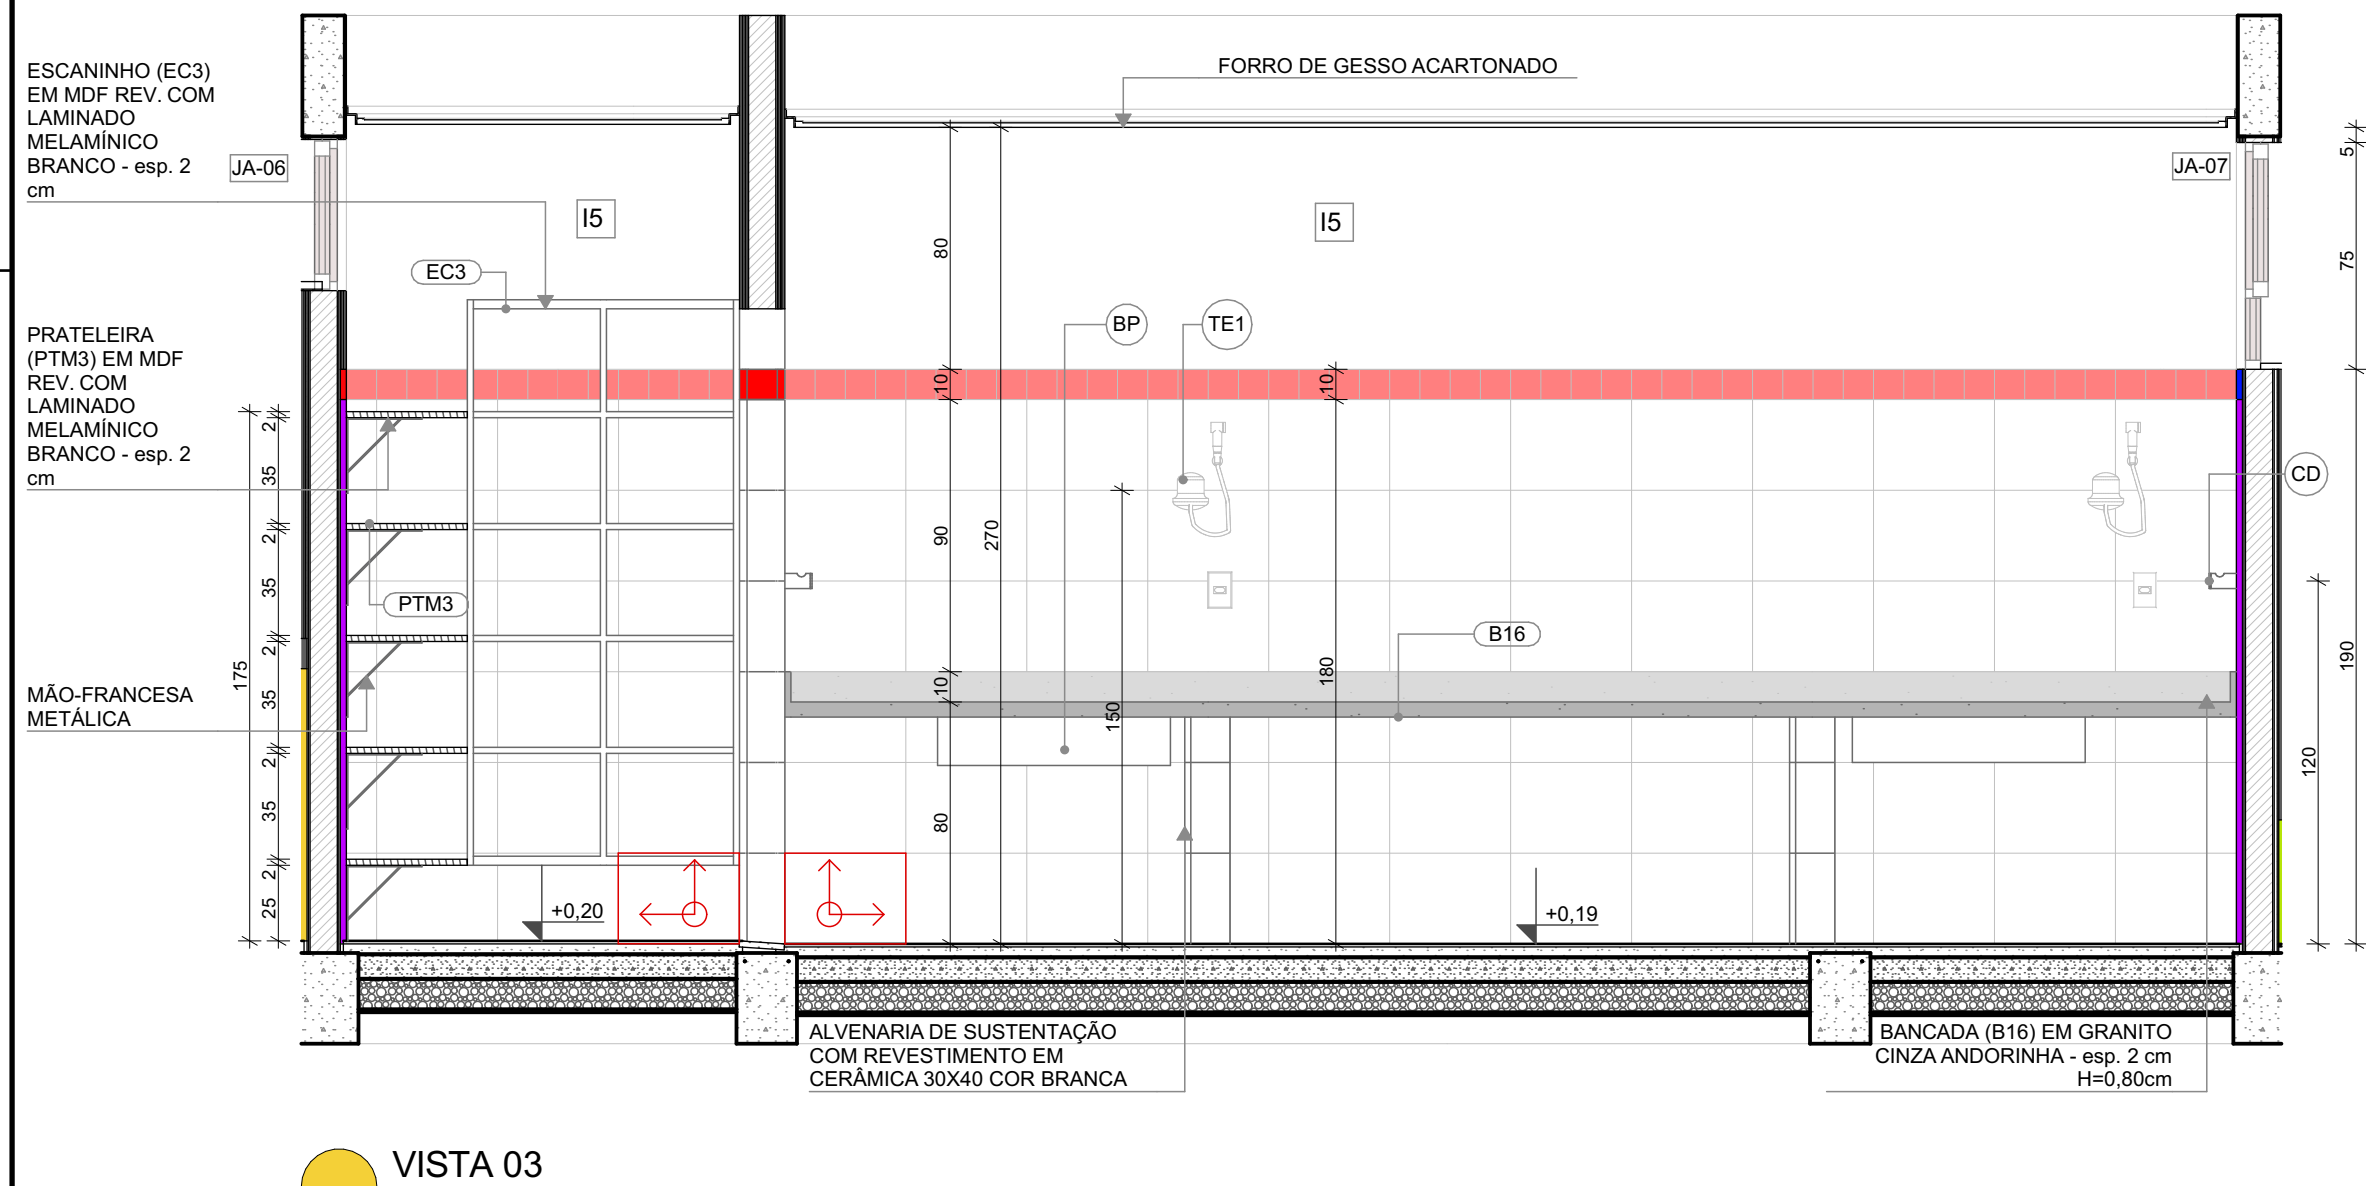 ESCANINHO (EC3)
EM MDF REV. COM
LAMINADO
MELAMÍNICO
BRANCO - esp. 2
cm
JA-06
FORRO DE GESSO ACARTONADO
JA-07
I5
I5
EC3
PRATELEIRA
(PTM3) EM MDF
REV. COM
LAMINADO
MELAMÍNICO
BRANCO - esp. 2
cm
BP
TE1
CD
PTM3
B16
MÃO-FRANCESA
METÁLICA
175
2
35
2
35
2
35
2
35
2
25
80
10
90
10
80
270
150
10
180
5
75
190
120
+0,20
+0,19
ALVENARIA DE SUSTENTAÇÃO
COM REVESTIMENTO EM
CERÂMICA 30X40 COR BRANCA
BANCADA (B16) EM GRANITO
CINZA ANDORINHA - esp. 2 cm
H=0,80cm
VISTA 03